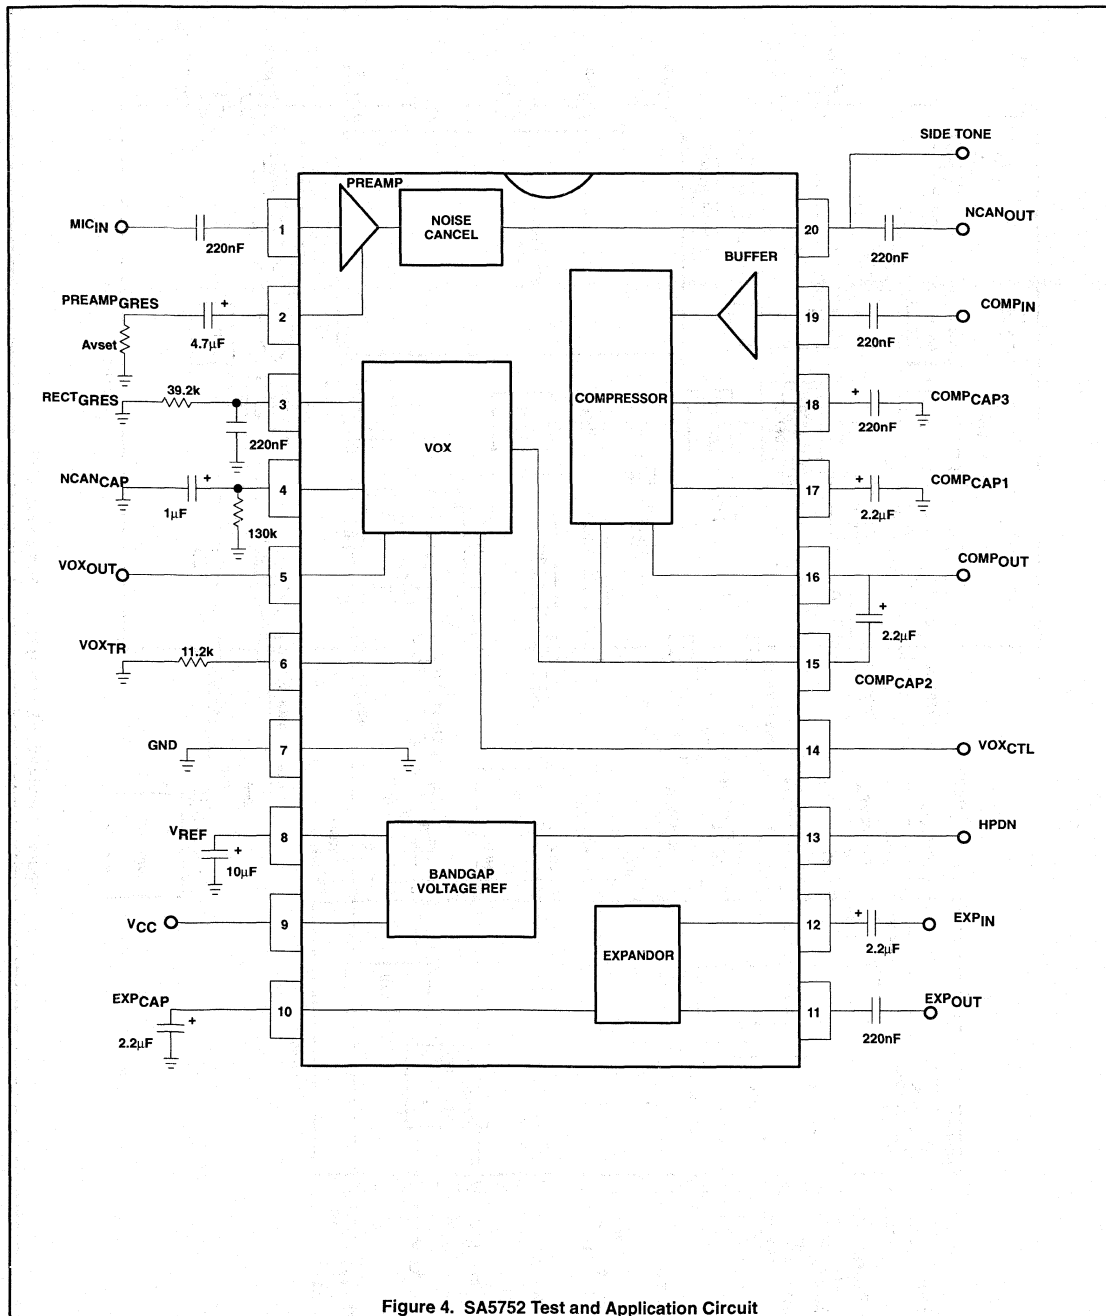 SIDE TONE
PREAMP
MICIN
220nF
1
NOISE
CANCEL
20
NCANOUT
220nF
BUFFER
PREAMPGRES
+
Avset
4.7µF
2
19
COMPIN
220nF
RECTGRES
39.2k
220nF
3
VOX
COMPRESSOR
18
+
220nF
COMPCAP3
NCANCAP
+
1µF
130k
4
17
+
2.2µF
COMPCAP1
VOXOUT
5
16
COMPOUT
+
2.2µF
VOXTR
11.2k
6
15
COMPCAP2
GND
7
14
VOXCTL
VREF
+
10µF
8
BANDGAP
VOLTAGE REF
13
HPDN
VCC
9
EXPANDOR
12
+
2.2µF
EXPIN
EXPCAP
+
2.2µF
10
11
220nF
EXPOUT
Figure 4. SA5752 Test and Application Circuit